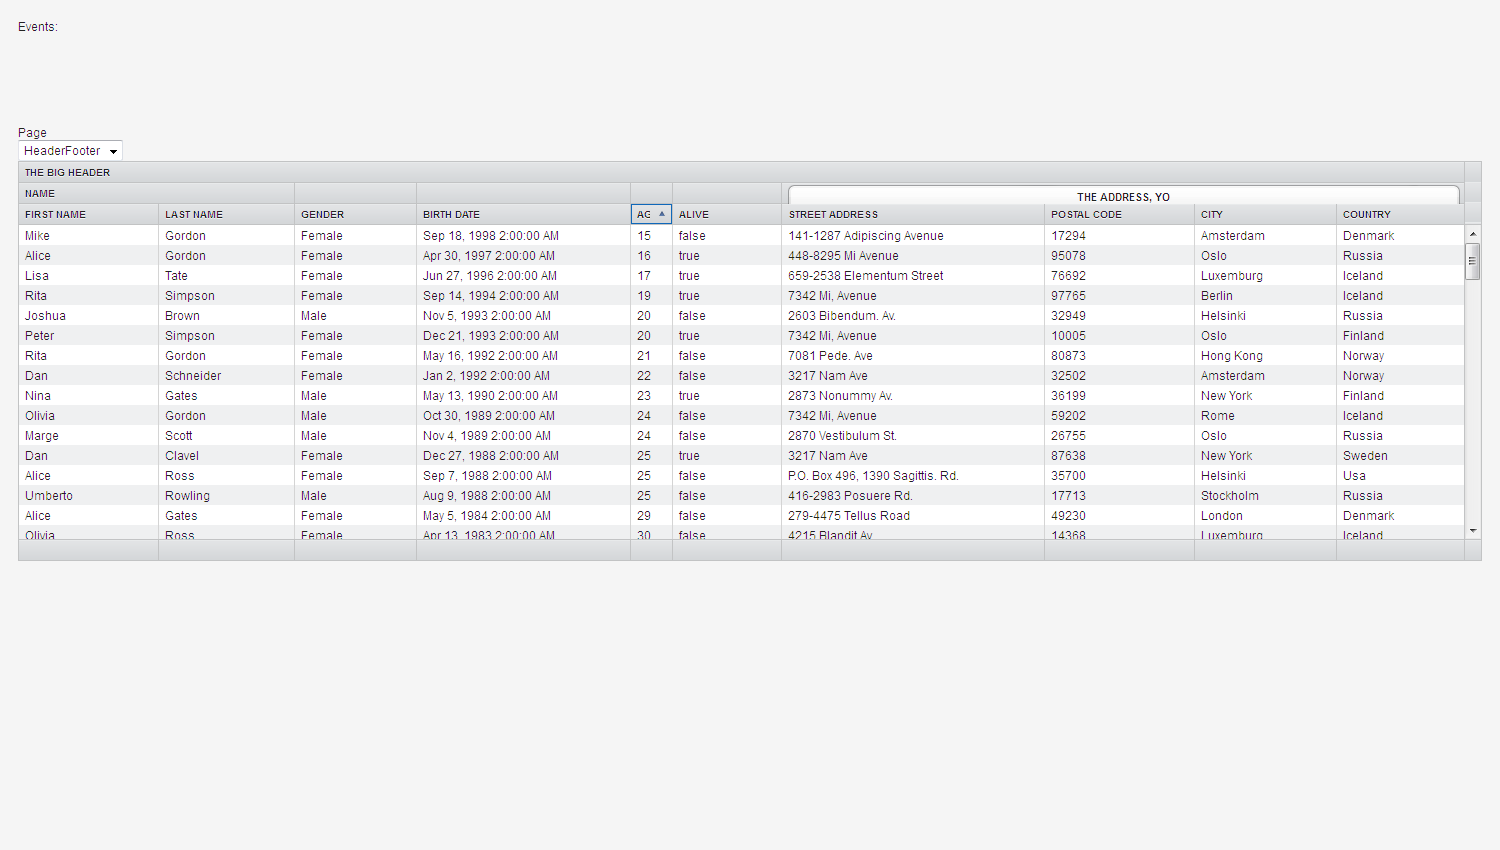 Events:
Page
HeaderFooter
THE BIG HEADER
NAME THE ADDRESS, YO
FIRST NAME LAST NAME GENDER BIRTH DATE AG ALIVE STREET ADDRESS POSTAL CODE CITY COUNTRY
Mike Gordon Female Sep 18, 1998 2:00:00 AM 15 false 141-1287 Adipiscing Avenue 17294 Amsterdam Denmark
Alice Gordon Female Apr 30, 1997 2:00:00 AM 16 true 448-8295 Mi Avenue 95078 Oslo Russia
Lisa Tate Female Jun 27, 1996 2:00:00 AM 17 true 659-2538 Elementum Street 76692 Luxemburg Iceland
Rita Simpson Female Sep 14, 1994 2:00:00 AM 19 true 7342 Mi, Avenue 97765 Berlin Iceland
Joshua Brown Male Nov 5, 1993 2:00:00 AM 20 false 2603 Bibendum. Av. 32949 Helsinki Russia
Peter Simpson Female Dec 21, 1993 2:00:00 AM 20 true 7342 Mi, Avenue 10005 Oslo Finland
Rita Gordon Female May 16, 1992 2:00:00 AM 21 false 7081 Pede. Ave 80873 Hong Kong Norway
Dan Schneider Female Jan 2, 1992 2:00:00 AM 22 false 3217 Nam Ave 32502 Amsterdam Norway
Nina Gates Male May 13, 1990 2:00:00 AM 23 true 2873 Nonummy Av. 36199 New York Finland
Olivia Gordon Male Oct 30, 1989 2:00:00 AM 24 false 7342 Mi, Avenue 59202 Rome Iceland
Marge Scott Male Nov 4, 1989 2:00:00 AM 24 false 2870 Vestibulum St. 26755 Oslo Russia
Dan Clavel Female Dec 27, 1988 2:00:00 AM 25 true 3217 Nam Ave 87638 New York Sweden
Alice Ross Female Sep 7, 1988 2:00:00 AM 25 false P.O. Box 496, 1390 Sagittis. Rd. 35700 Helsinki Usa
Umberto Rowling Male Aug 9, 1988 2:00:00 AM 25 false 416-2983 Posuere Rd. 17713 Stockholm Russia
Alice Gates Female May 5, 1984 2:00:00 AM 29 false 279-4475 Tellus Road 49230 London Denmark
Olivia Ross Female Apr 13, 1983 2:00:00 AM 30 false 4215 Blandit Av 14368 Luxemburg Iceland